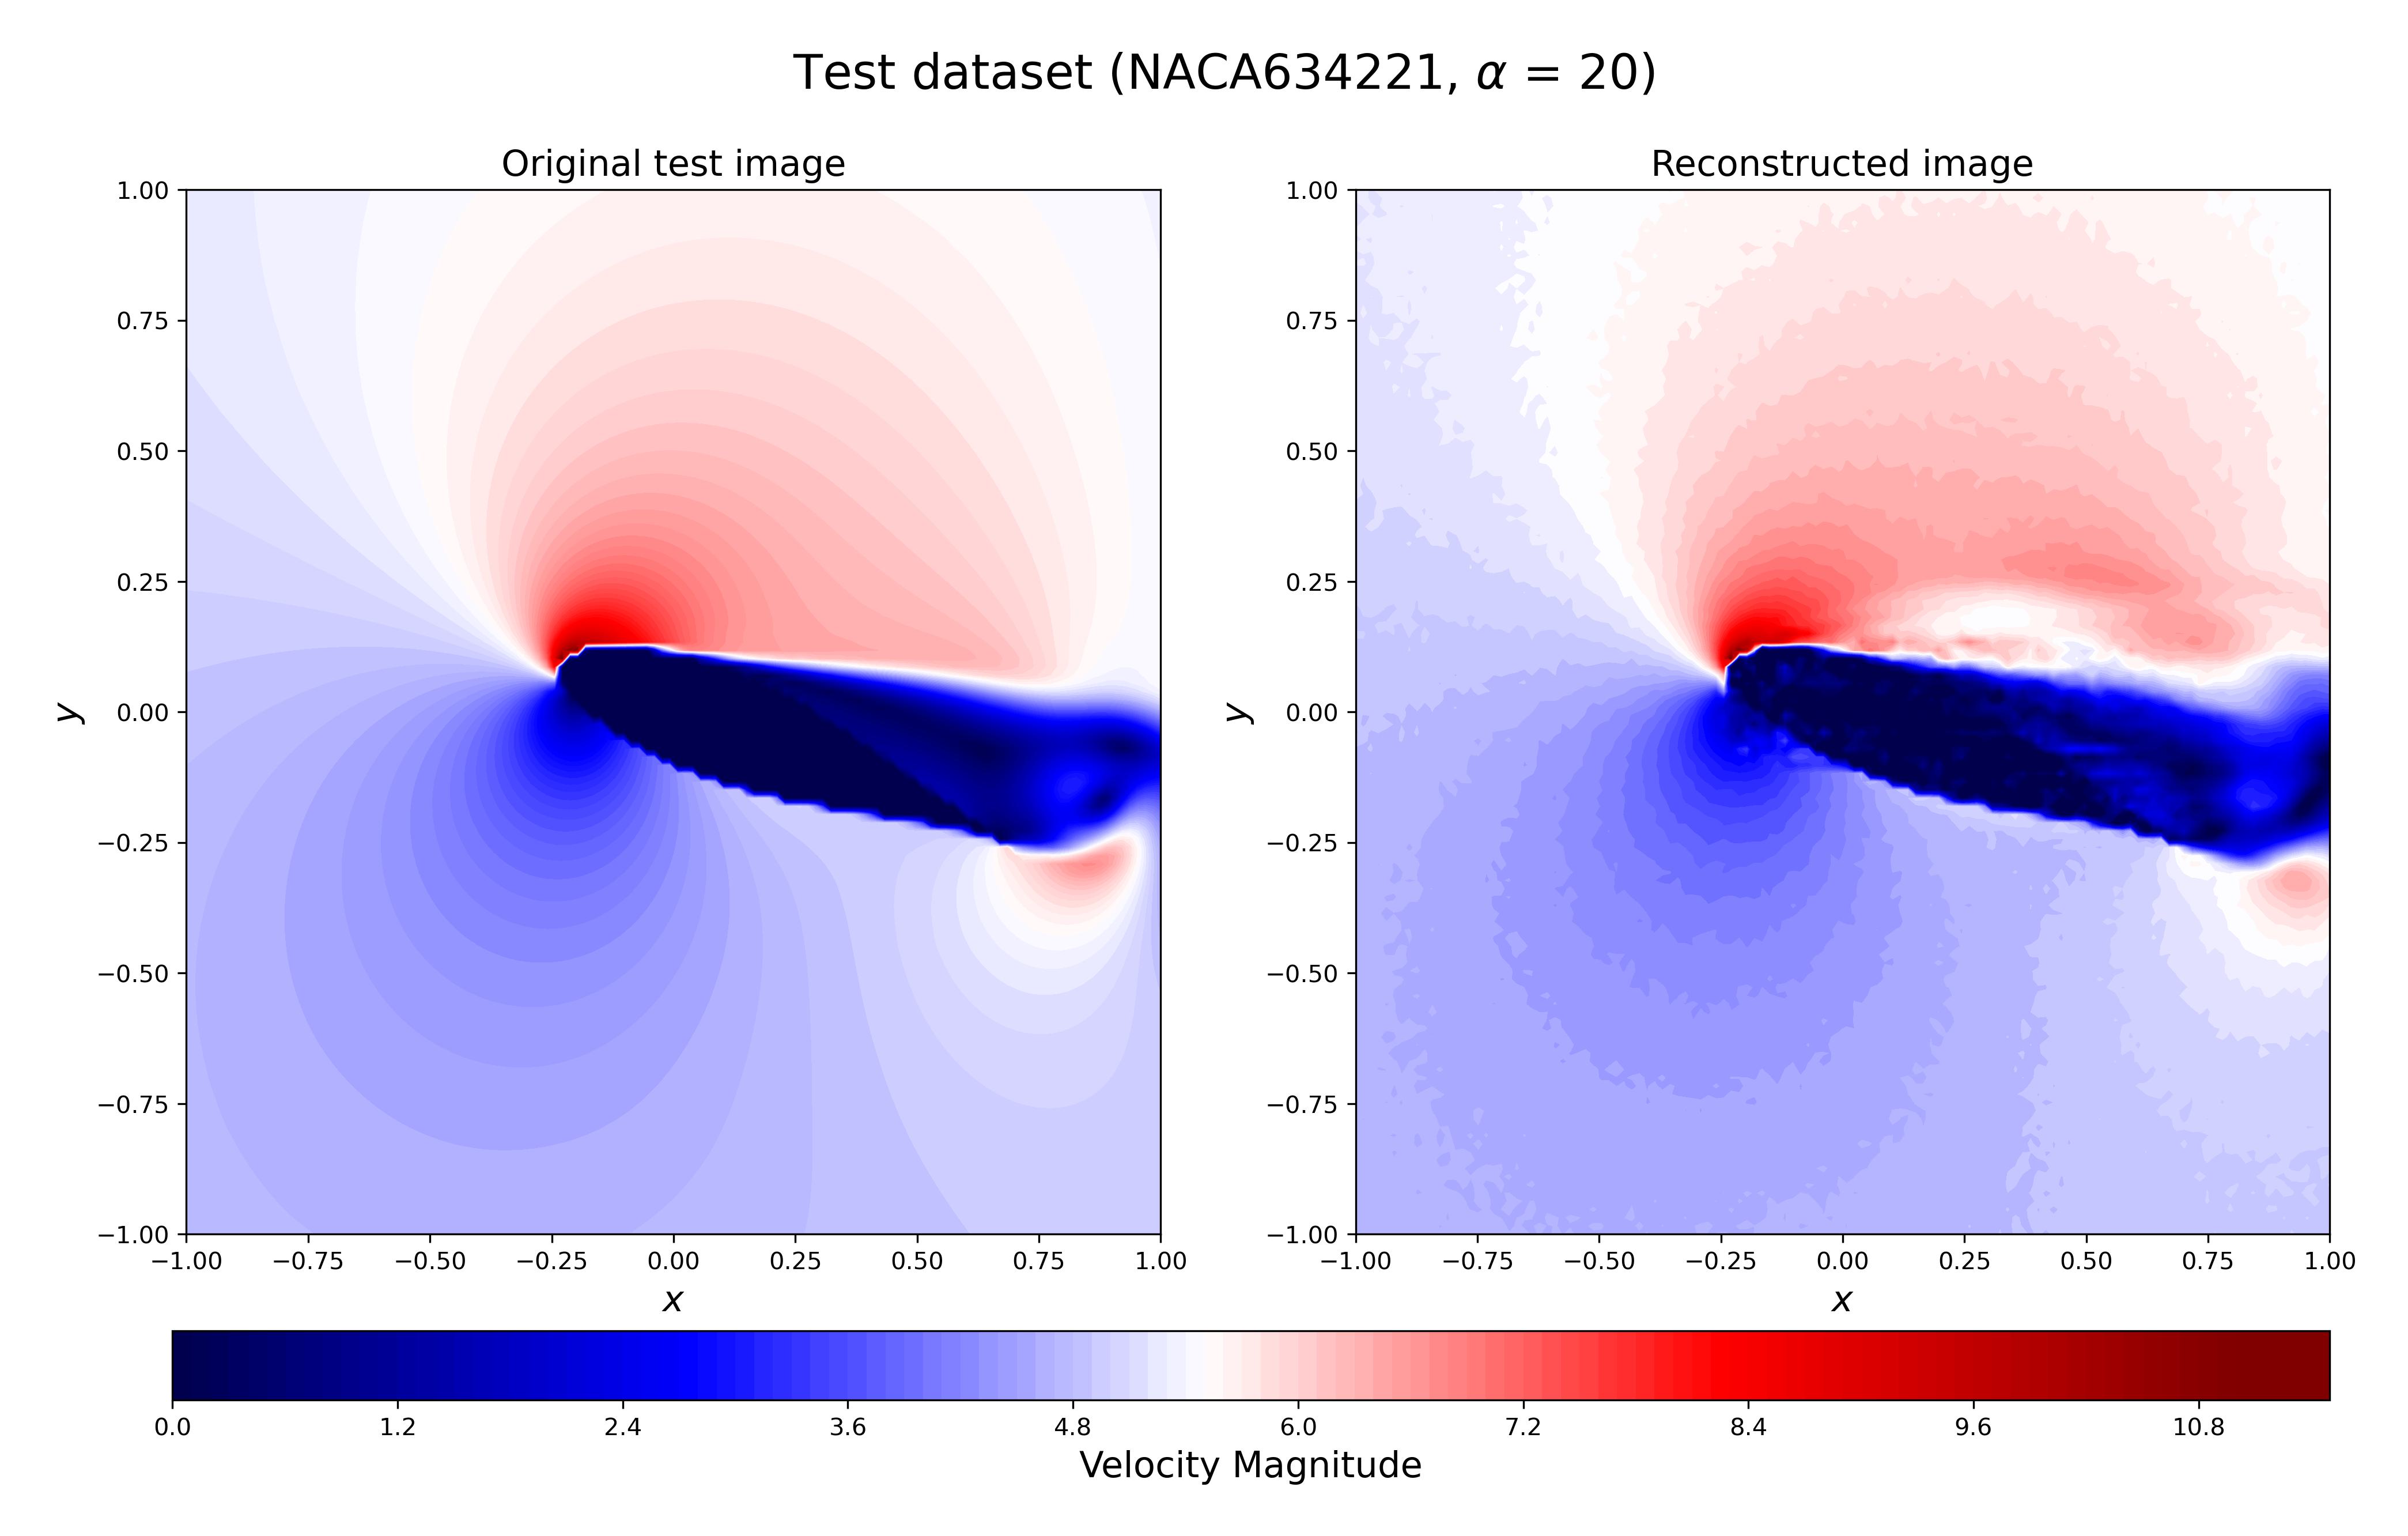 Test dataset (NACA634221, α = 20)
Original test image
1.00
0.75
0.50
0.25
0.00
−0.25
−0.50
−0.75
−1.00
y
−1.00 −0.75 −0.50 −0.25 0.00 0.25 0.50 0.75 1.00
x
Reconstructed image
1.00
0.75
0.50
0.25
0.00
−0.25
−0.50
−0.75
−1.00
y
−1.00 −0.75 −0.50 −0.25 0.00 0.25 0.50 0.75 1.00
x
0.0 1.2 2.4 3.6 4.8 6.0 7.2 8.4 9.6 10.8
Velocity Magnitude